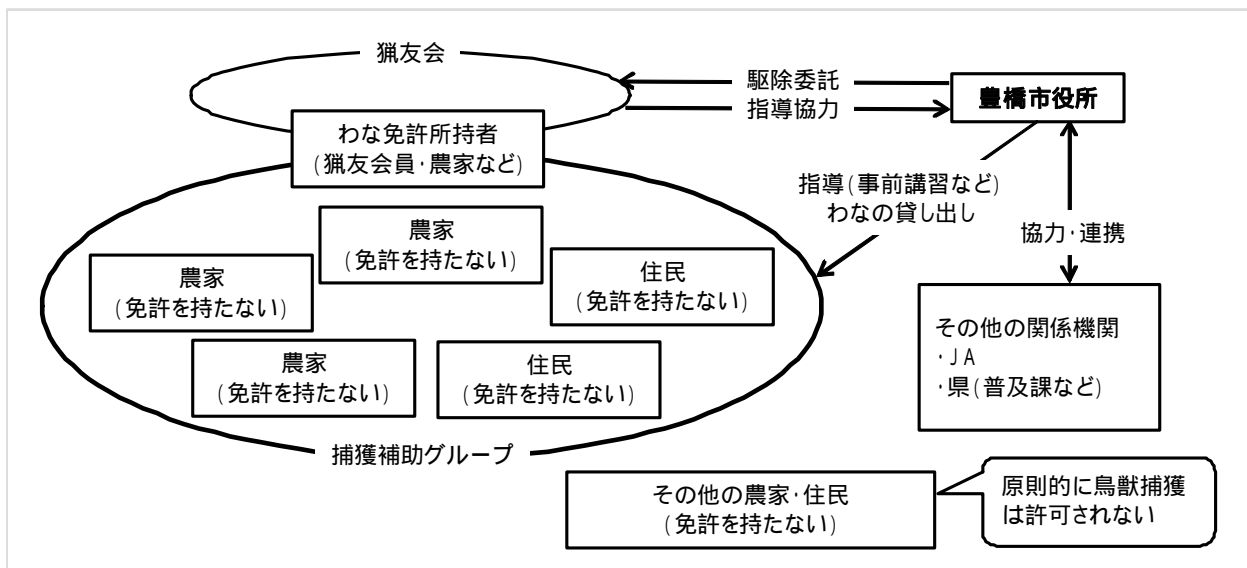 猟友会
駆除委託
指導協力
豊橋市役所
わな免許所持者
(猟友会員・農家など)
指導(事前講習など)
わなの貸し出し
協力・連携
農家
(免許を持たない)
農家
(免許を持たない)
住民
(免許を持たない)
農家
(免許を持たない)
住民
(免許を持たない)
その他の関係機関
・JA
・県(普及課など)
捕獲補助グループ
その他の農家・住民
(免許を持たない)
原則的に鳥獣捕獲
は許可されない